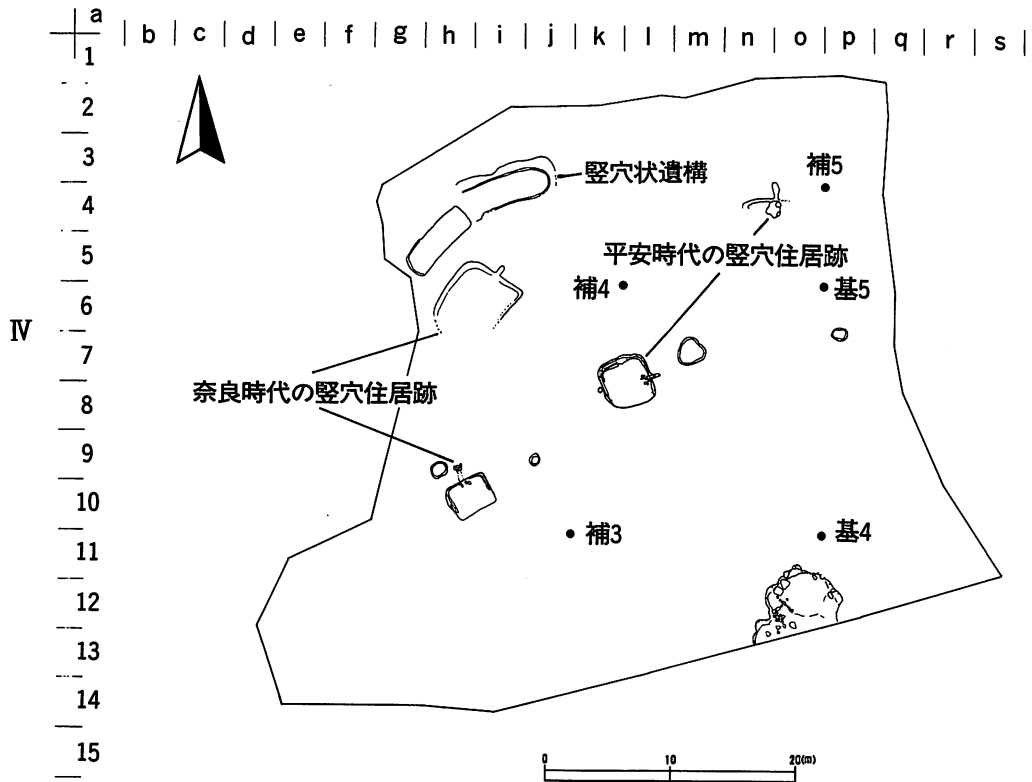 a
b | c | d | e | f | g | h | i | j | k | l | m | n | o | p | q | r | s
1
2
3
4
5
6
7
8
9
10
11
12
13
14
15
Ⅳ
竪穴状遺構
補5
平安時代の竪穴住居跡
補4
基5
奈良時代の竪穴住居跡
補3
基4
0 10 20(m)